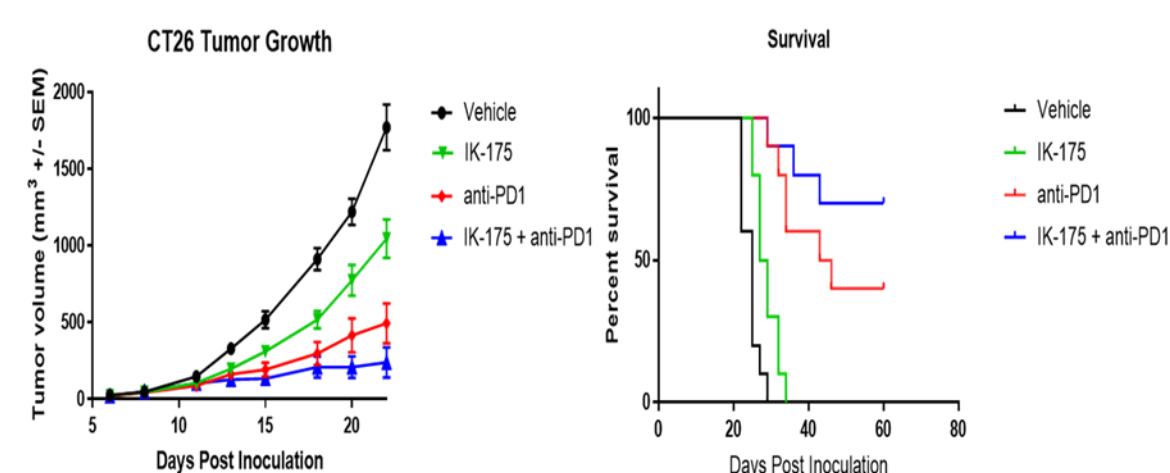 CT26 Tumor Growth
Tumor volume (mm³ +/- SEM)
2000
1500
1000
500
0
5
10
15
20
Days Post Inoculation
Vehicle
IK-175
anti-PD1
IK-175 + anti-PD1
Survival
Percent survival
100
50
0
0
20
40
60
80
Days Post Inoculation
Vehicle
IK-175
anti-PD1
IK-175 + anti-PD1